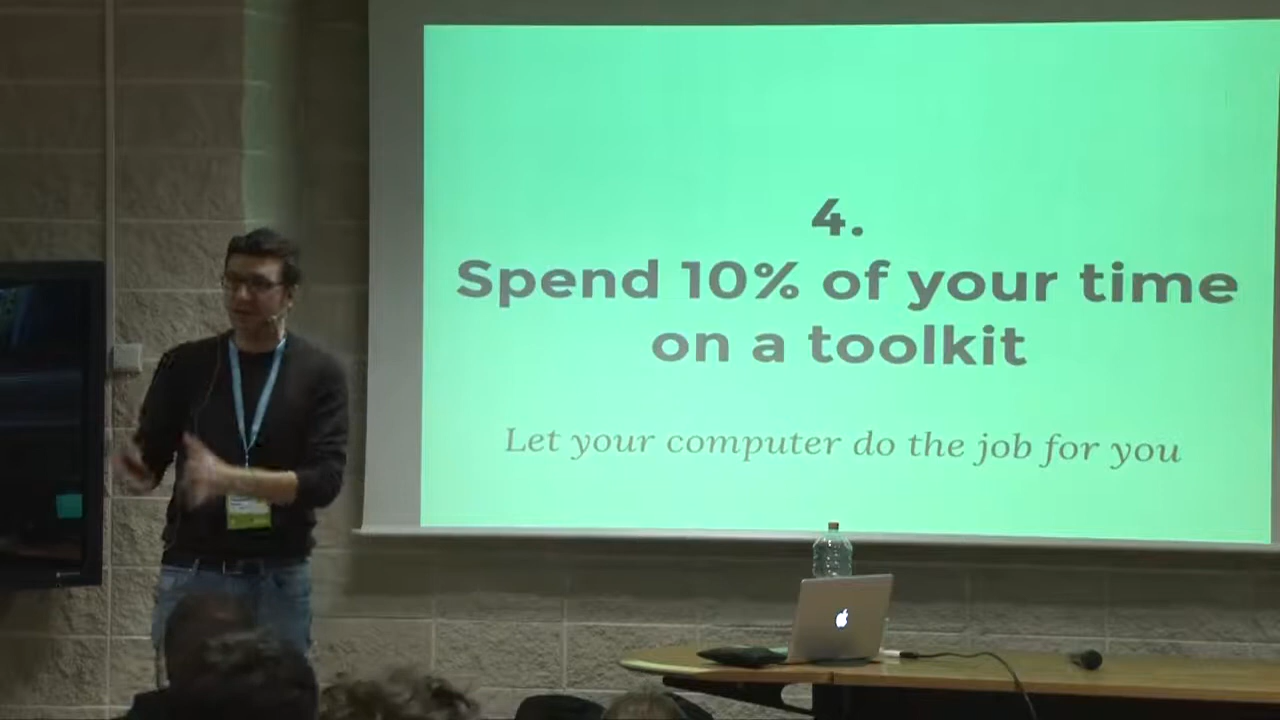 4.
Spend 10% of your time
on a toolkit
Let your computer do the job for you